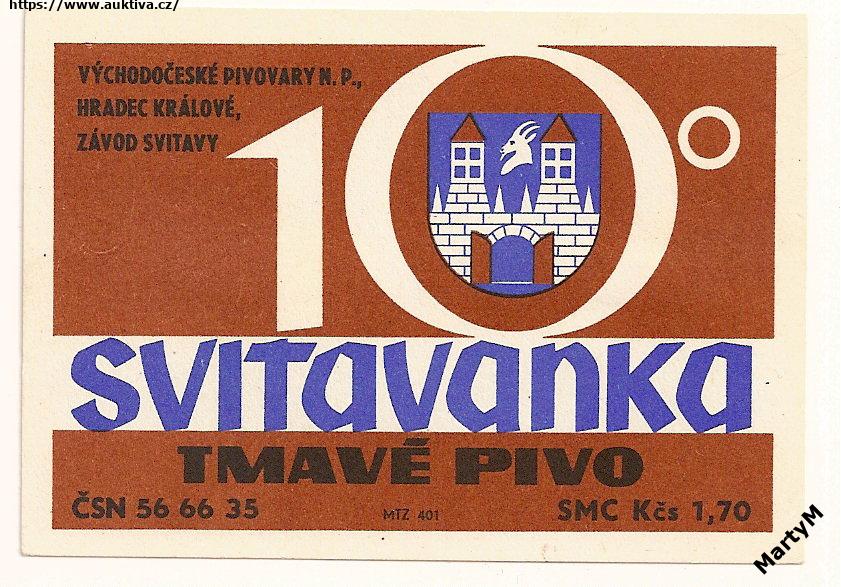 https://www.auktiva.cz/
VÝCHODOČESKÉ PIVOVARY N. P.,
HRADEC KRÁLOVÉ,
ZÁVOD SVITAVY
10°
SVITAVANKA
TMAVÉ PIVO
ČSN 56 66 35 MTZ 401 SMC Kčs 1,70
MartyM